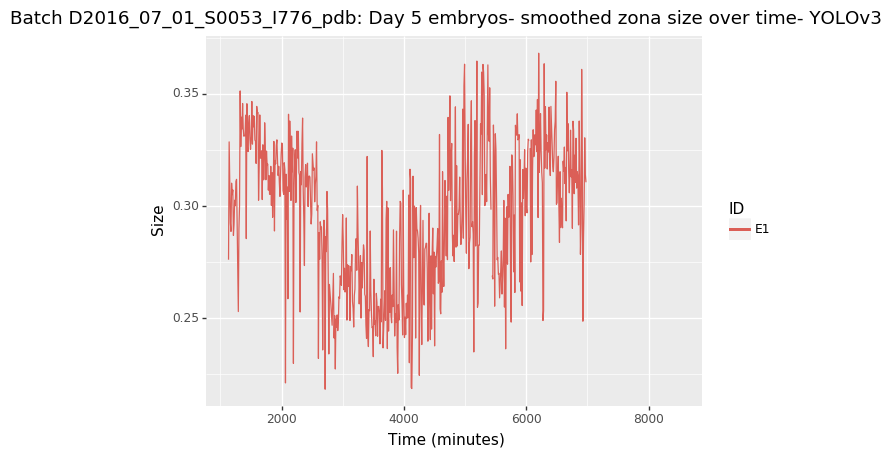 Batch D2016_07_01_S0053_I776_pdb: Day 5 embryos- smoothed zona size over time- YOLOv3
0.35
0.30
0.25
Size
2000 4000 6000 8000
Time (minutes)
ID
E1